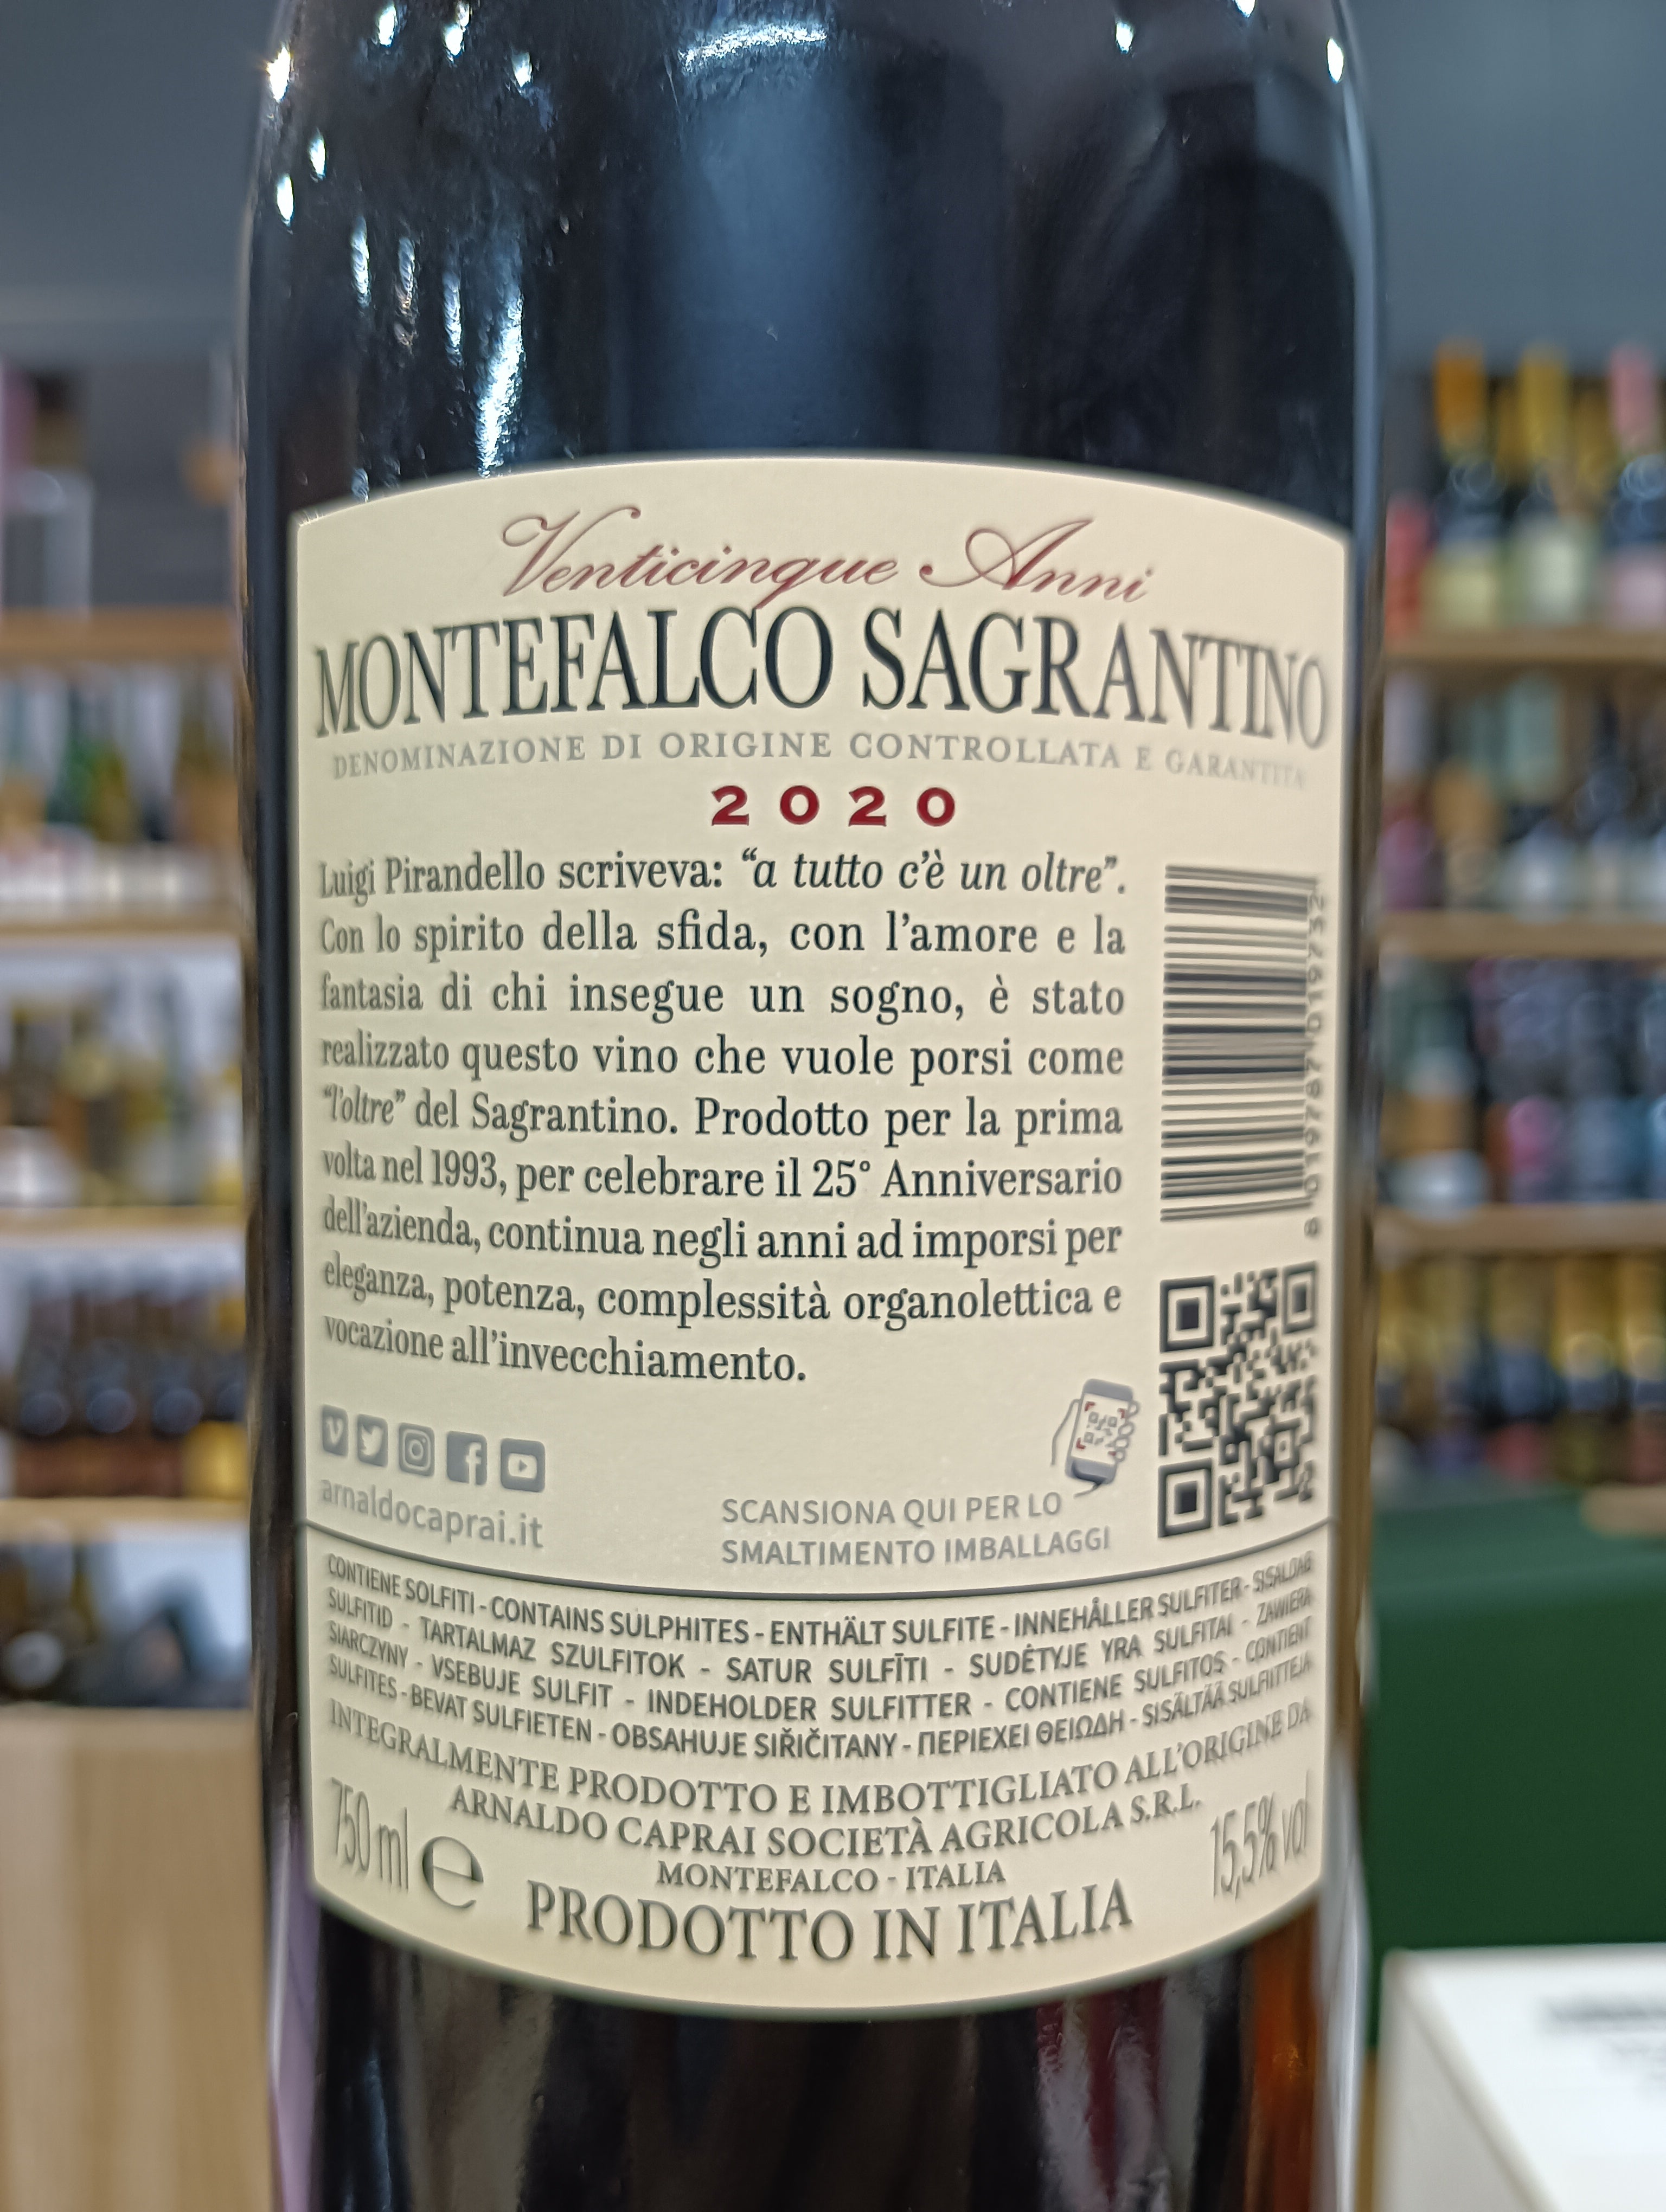 Venticinque Anni
MONTEFALCO SAGRANTINO
DENOMINAZIONE DI ORIGINE CONTROLLATA E GARANTITA
2020
Luigi Pirandello scriveva: “a tutto c’è un oltre”.
Con lo spirito della sfida, con l’amore e la
fantasia di chi insegue un sogno, è stato
realizzato questo vino che vuole porsi come
“l’oltre” del Sagrantino. Prodotto per la prima
volta nel 1993, per celebrare il 25° Anniversario
dell’azienda, continua negli anni ad imporsi per
eleganza, potenza, complessità organolettica e
vocazione all’invecchiamento.
arnaldocaprai.it
SCANSIONA QUI PER LO
SMALTIMENTO IMBALLAGGI
CONTIENE SOLFITI - CONTAINS SULPHITES - ENTHÄLT SULFITE - INNEHÅLLER SULFITER - SISALDAB
SULFITID - TARTALMAZ SZULFITOK - SATUR SULFĪTI - SUDĖTYJE YRA SULFITAI - ZAWIERA
SIARCZYNY - VSEBUJE SULFIT - INDEHOLDER SULFITTER - CONTIENE SULFITOS - CONTIENT
SULFITES - BEVAT SULFIETEN - OBSAHUJE SIŘIČITANY - ΠΕΡΙΕΧΕΙ ΘΕΙΩΔΗ - SISÄLTÄÄ SULFIITTEJA
INTEGRALMENTE PRODOTTO E IMBOTTIGLIATO ALL’ORIGINE DA
ARNALDO CAPRAI SOCIETÀ AGRICOLA S.R.L.
MONTEFALCO - ITALIA
750 ml e
PRODOTTO IN ITALIA
15,5% vol